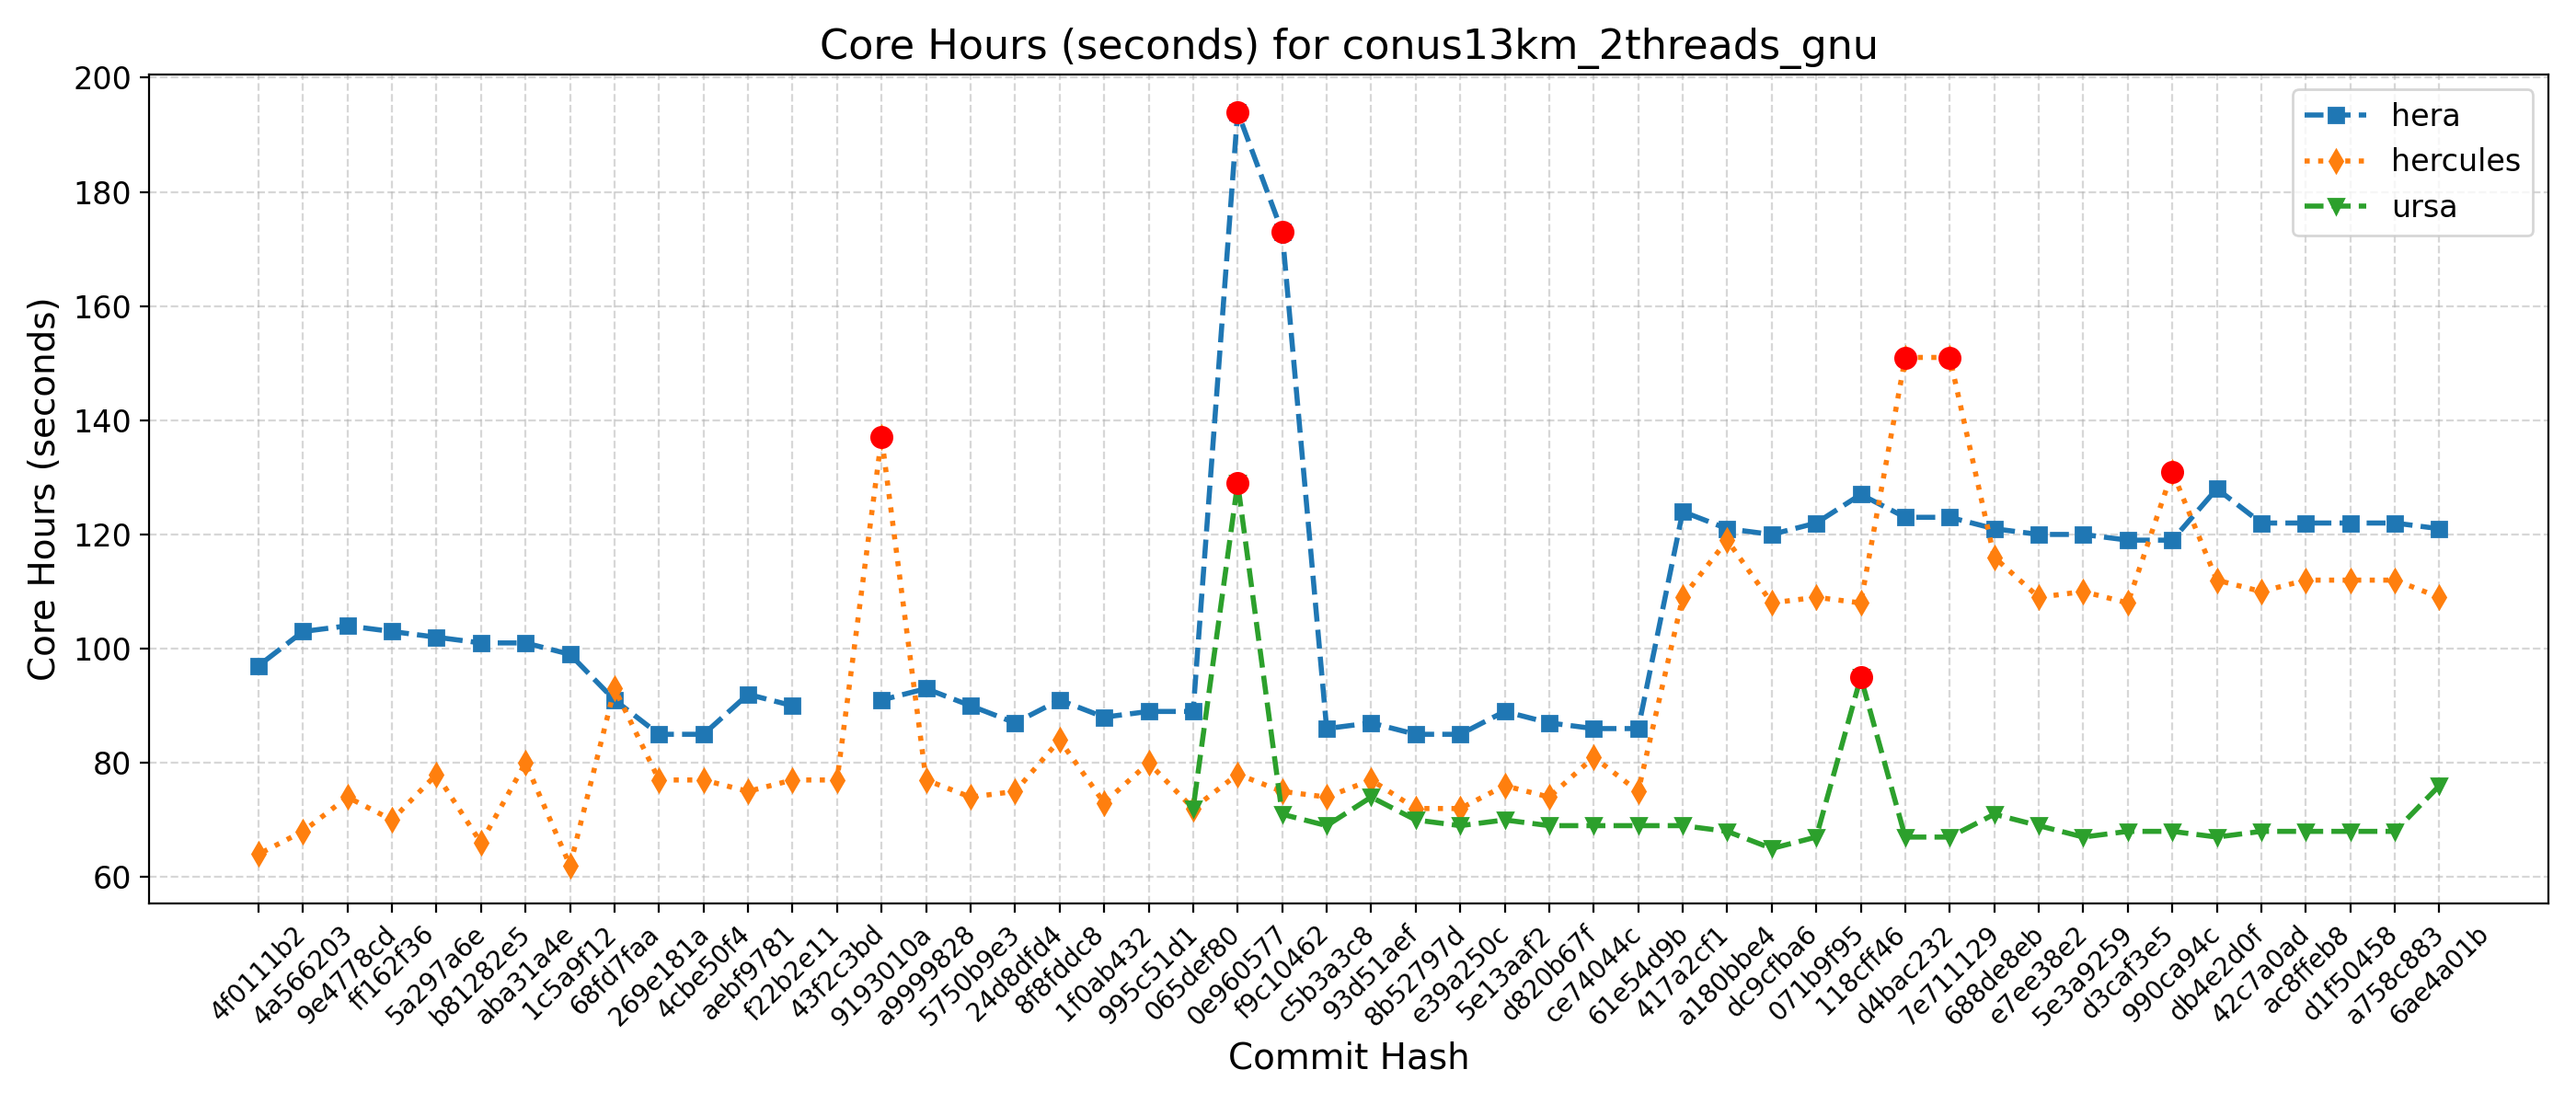 Core Hours (seconds) for conus13km_2threads_gnu
Core Hours (seconds)
200
180
160
140
120
100
80
60
hera
hercules
ursa
4f0111b2
4a566203
9e4778cd
ff162f36
5a297a6e
b81282e5
aba31a4e
1c5a9f12
68fd7faa
269e181a
4cbe50f4
aebf9781
f22b2e11
43f2c3bd
9193010a
a9999828
5750b9e3
24d8dfd4
8f8fddc8
1f0ab432
995c51d1
065def80
0e960577
f9c10462
c5b3a3c8
93d51aef
8b52797d
e39a250c
5e13aaf2
d820b67f
ce74044c
61e54d9b
417a2cf1
a180bbe4
dc9cfba6
071b9f95
118cff46
d4bac232
7e711129
688de8eb
e7ee38e2
5e3a9259
d3caf3e5
990ca94c
db4e2d0f
42c7a0ad
ac8ffeb8
d1f50458
a758c883
6ae4a01b
Commit Hash